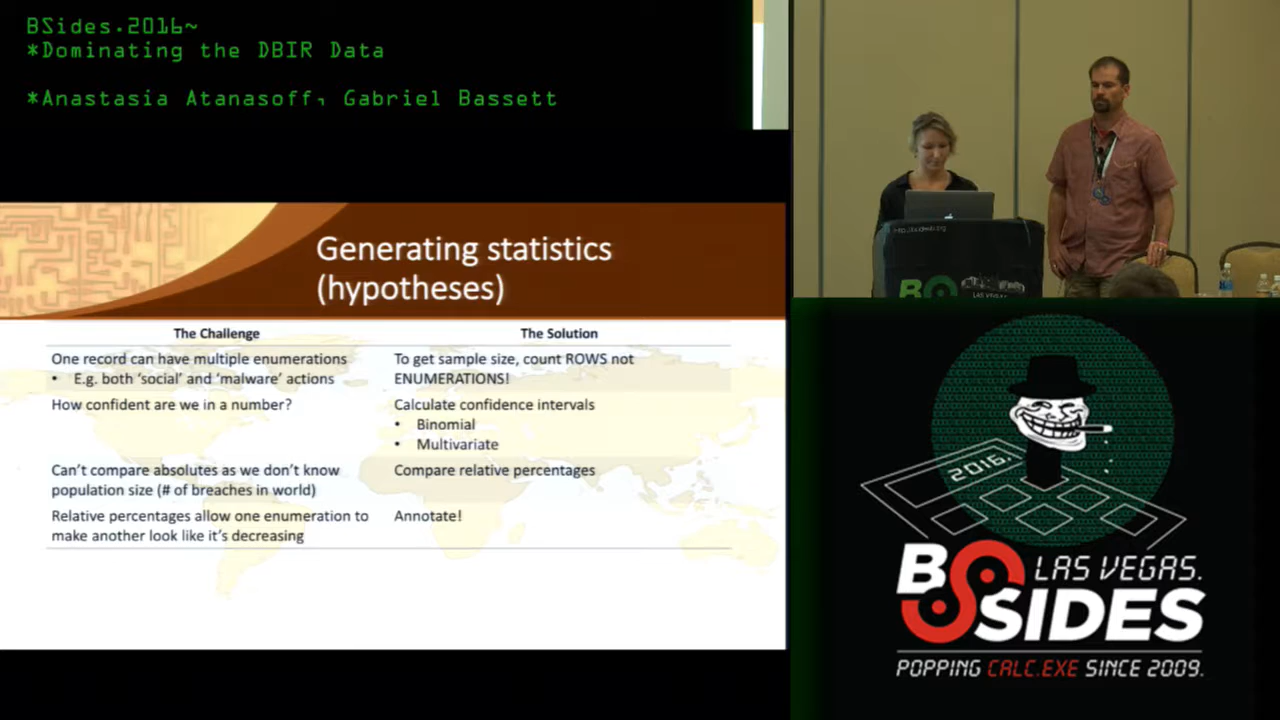 BSides.2016~
*Dominating the DBIR Data
*Anastasia Atanasoff, Gabriel Bassett
Generating statistics
(hypotheses)
The Challenge
The Solution
One record can have multiple enumerations
• E.g. both ‘social’ and ‘malware’ actions
To get sample size, count ROWS not
ENUMERATIONS!
How confident are we in a number?
Calculate confidence intervals
• Binomial
• Multivariate
Can’t compare absolutes as we don’t know
population size (# of breaches in world)
Compare relative percentages
Relative percentages allow one enumeration to
make another look like it’s decreasing
Annotate!
LAS VEGAS
2016.
BSIDES
LAS VEGAS.
POPPING CALC.EXE SINCE 2009.